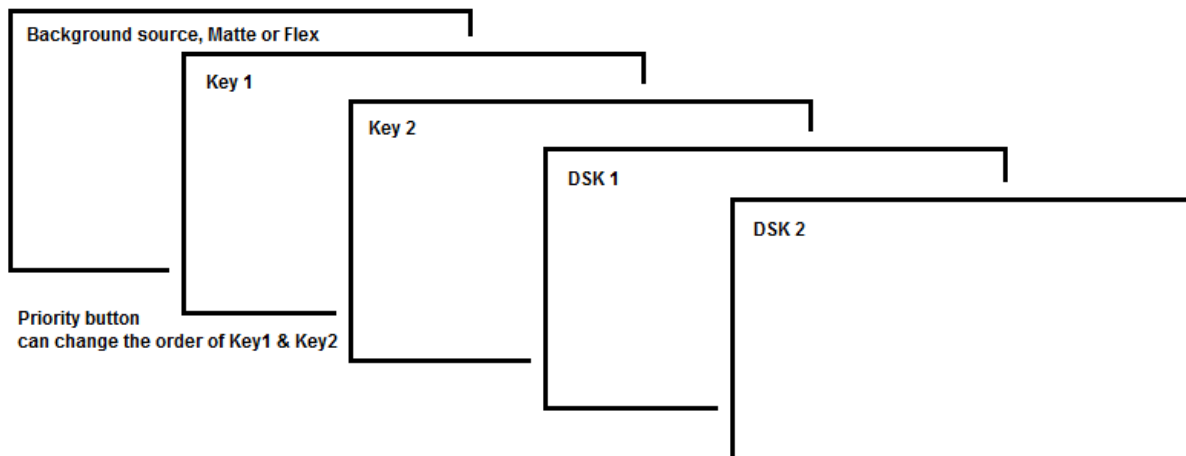 Background source, Matte or Flex
Key 1
Key 2
DSK 1
DSK 2
Priority button
can change the order of Key1 & Key2